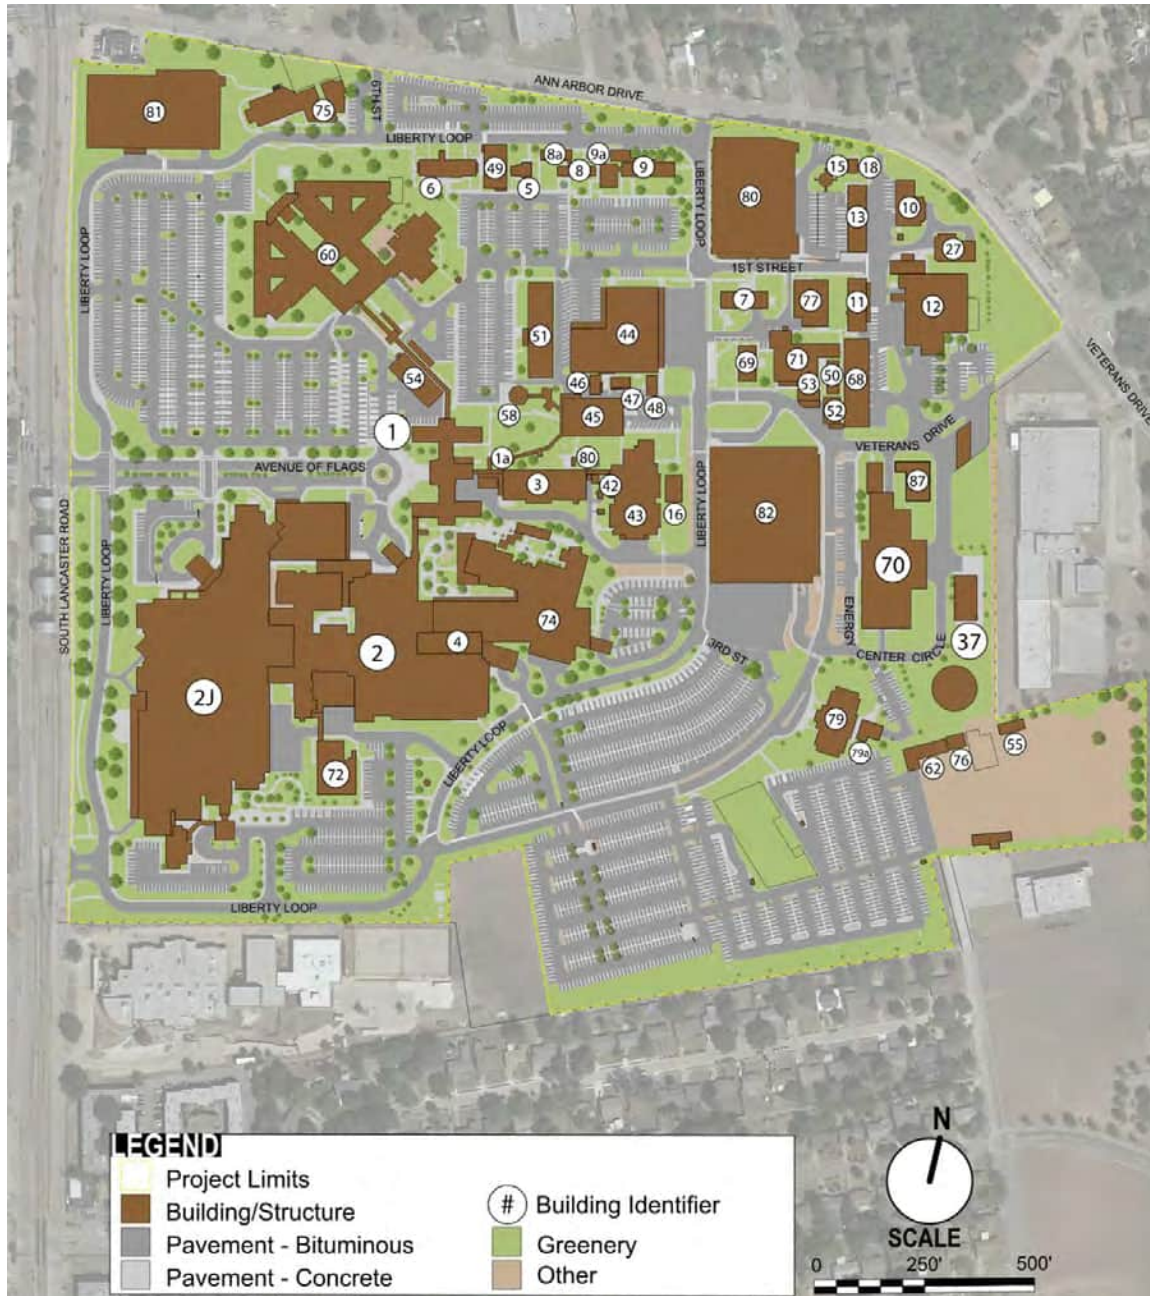 ANN ARBOR DRIVE
81
75
6TH ST
LIBERTY LOOP
49
8a
9a
6
5
8
9
LIBERTY LOOP
80
15
18
13
10
27
60
LIBERTY LOOP
1ST STREET
7
77
11
12
51
44
VETERANS DRIVE
54
69
71
53
50
68
46
47
58
45
48
52
1
VETERANS DRIVE
1a
80
AVENUE OF FLAGS
3
42
43
16
LIBERTY LOOP
82
87
SOUTH LANCASTER ROAD
LIBERTY LOOP
70
ENERGY
CENTER CIRCLE
37
74
4
2
2J
3RD ST
79
79a
62
76
55
72
LIBERTY LOOP
LIBERTY LOOP
LEGEND
Project Limits
Building/Structure
Pavement - Bituminous
Pavement - Concrete
# Building Identifier
Greenery
Other
N
SCALE
0 250' 500'